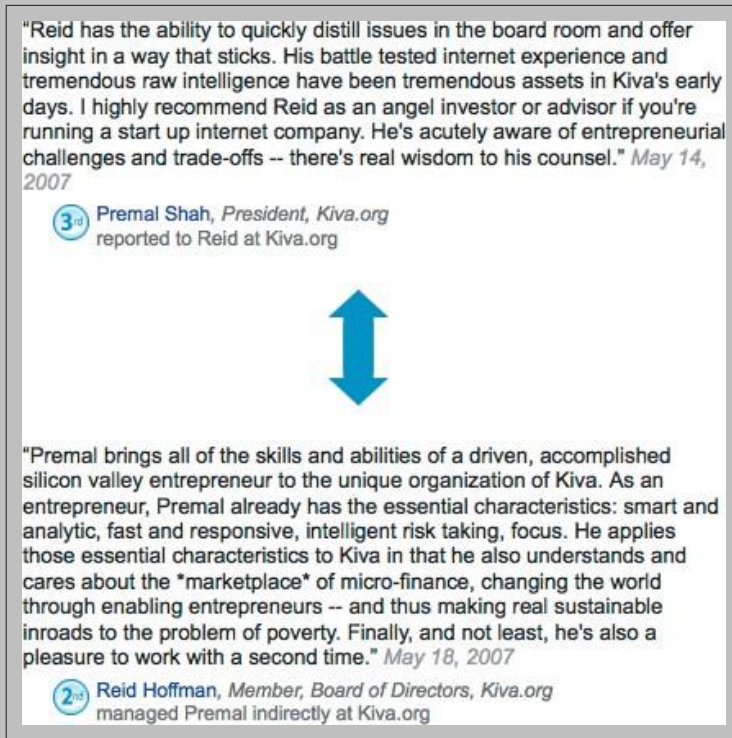 "Reid has the ability to quickly distill issues in the board room and offer
insight in a way that sticks. His battle tested internet experience and
tremendous raw intelligence have been tremendous assets in Kiva's early
days. I highly recommend Reid as an angel investor or advisor if you're
running a start up internet company. He's acutely aware of entrepreneurial
challenges and trade-offs -- there's real wisdom to his counsel." May 14,
2007
3rd Premal Shah, President, Kiva.org
reported to Reid at Kiva.org
"Premal brings all of the skills and abilities of a driven, accomplished
silicon valley entrepreneur to the unique organization of Kiva. As an
entrepreneur, Premal already has the essential characteristics: smart and
analytic, fast and responsive, intelligent risk taking, focus. He applies
those essential characteristics to Kiva in that he also understands and
cares about the *marketplace* of micro-finance, changing the world
through enabling entrepreneurs -- and thus making real sustainable
inroads to the problem of poverty. Finally, and not least, he's also a
pleasure to work with a second time." May 18, 2007
2nd Reid Hoffman, Member, Board of Directors, Kiva.org
managed Premal indirectly at Kiva.org